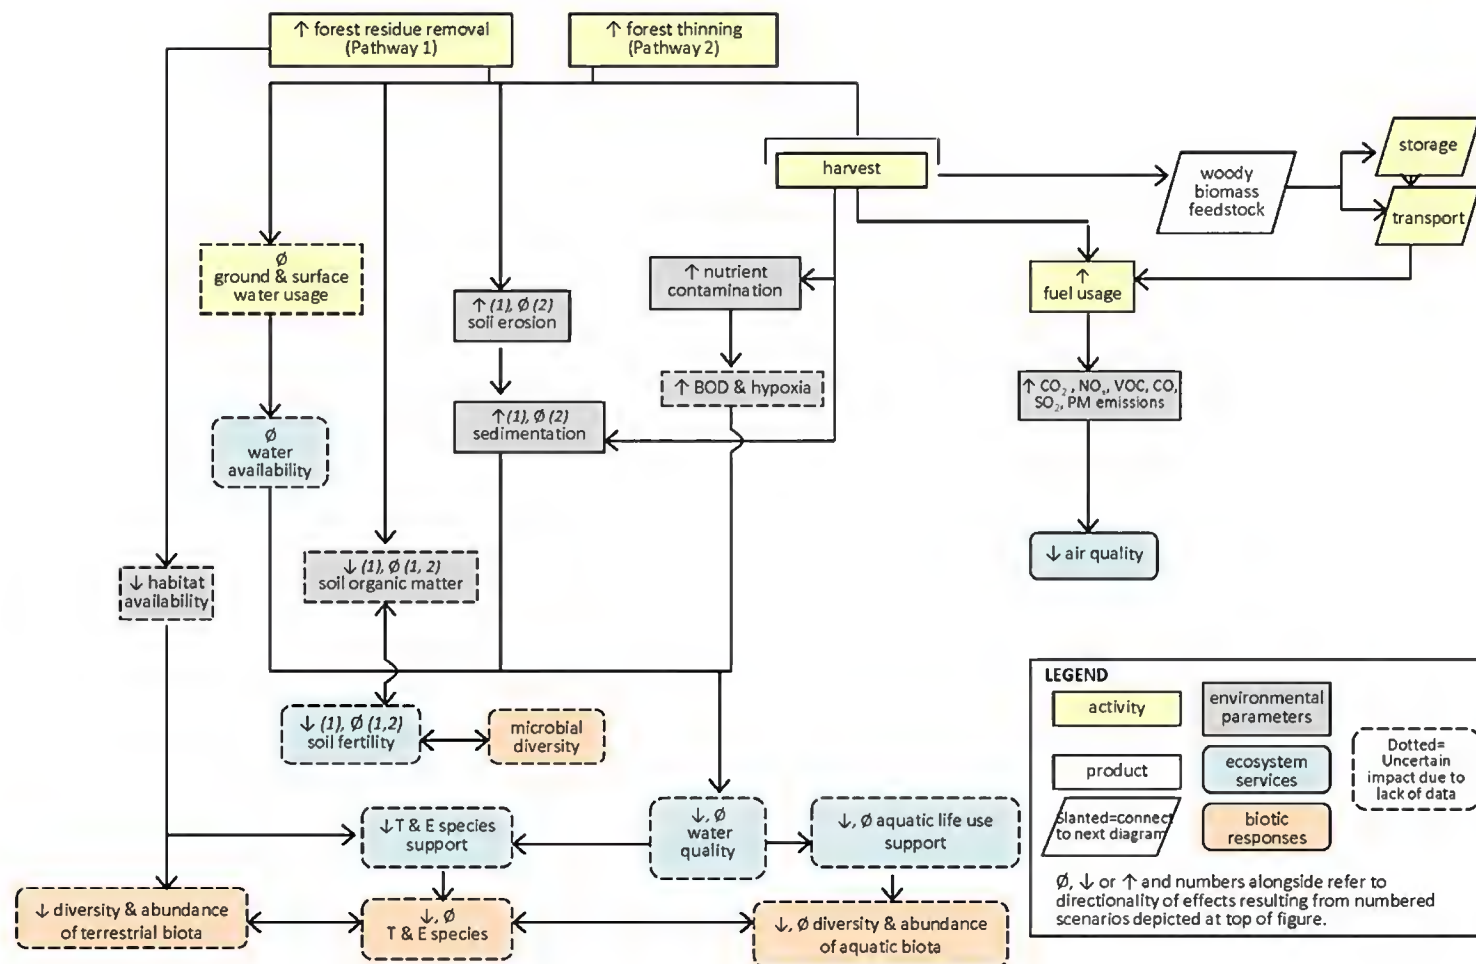 ↑ forest residue removal
(Pathway 1)
↑ forest thinning
(Pathway 2)
harvest
woody
biomass
feedstock
storage
transport
Ø
ground & surface
water usage
↑ (1), Ø (2)
soil erosion
↑ nutrient
contamination
↑
fuel usage
↑ BOD & hypoxia
↑ CO₂, NOₓ, VOC, CO,
SO₂, PM emissions
↑ (1), Ø (2)
sedimentation
Ø
water
availability
↓ air quality
↓ habitat
availability
↓ (1), Ø (1, 2)
soil organic matter
↓ (1), Ø (1,2)
soil fertility
microbial
diversity
↓ T & E species
support
↓, Ø
water
quality
↓, Ø aquatic life use
support
↓ diversity & abundance
of terrestrial biota
↓, Ø
T & E species
↓, Ø diversity & abundance
of aquatic biota
LEGEND
activity
environmental
parameters
product
ecosystem
services
Slanted=connect
to next diagram
biotic
responses
Dotted=
Uncertain
impact due to
lack of data
Ø, ↓ or ↑ and numbers alongside refer to
directionality of effects resulting from numbered
scenarios depicted at top of figure.